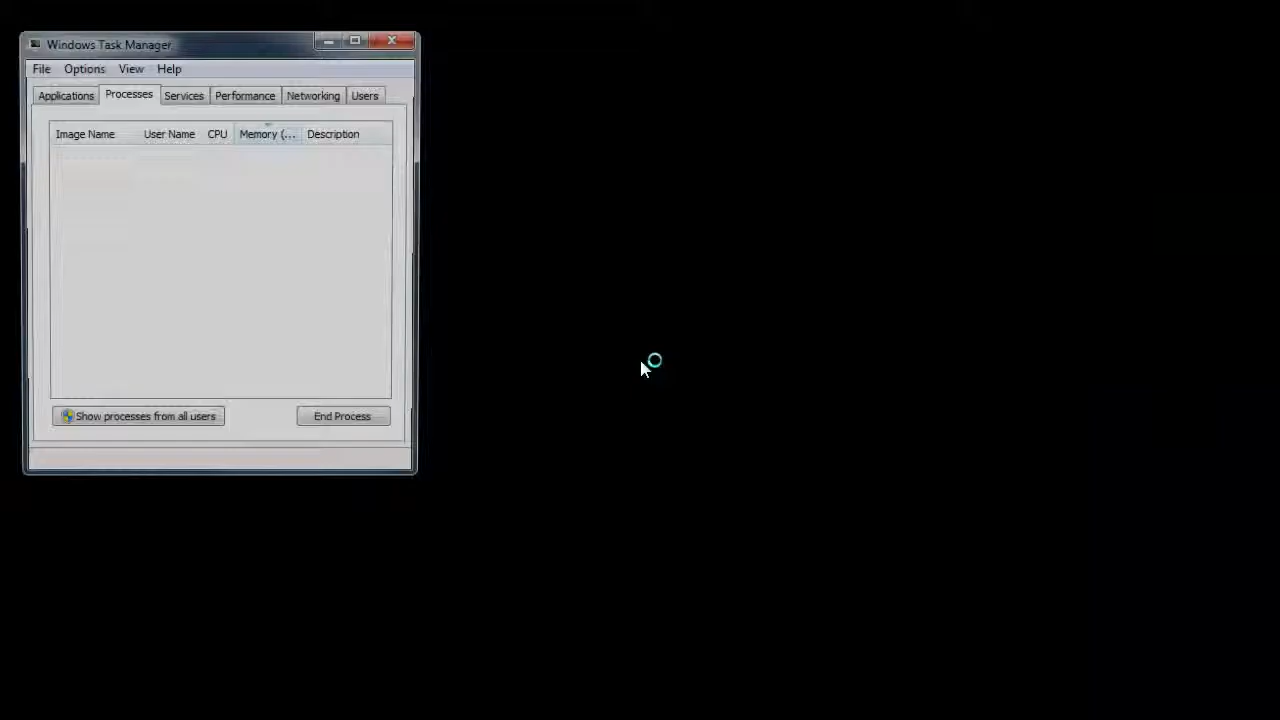 Windows Task Manager
File Options View Help
Applications Processes Services Performance Networking Users
Image Name User Name CPU Memory (... Description
Show processes from all users End Process